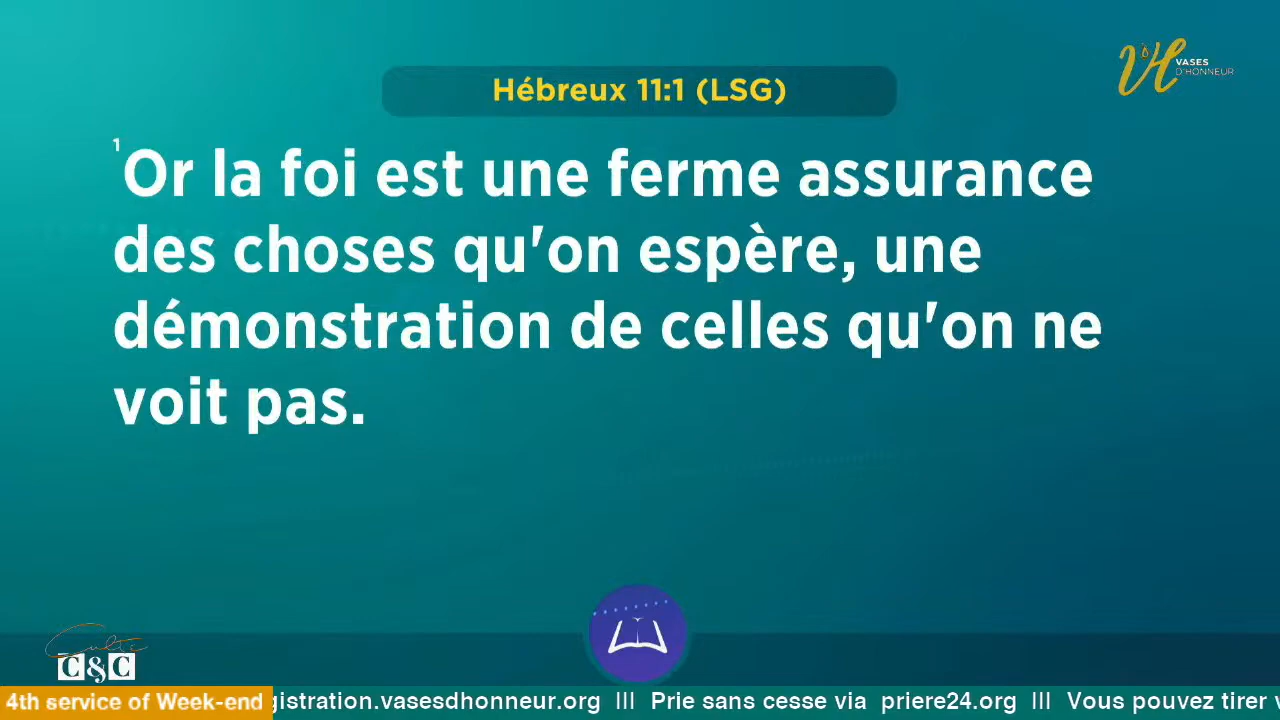 VASES
D'HONNEUR
Hébreux 11:1 (LSG)
1 Or la foi est une ferme assurance
des choses qu'on espère, une
démonstration de celles qu'on ne
voit pas.
Culte
C&C
4th service of Week-end gistration.vasesdhonneur.org III Prie sans cesse via priere24.org III Vous pouvez tirer